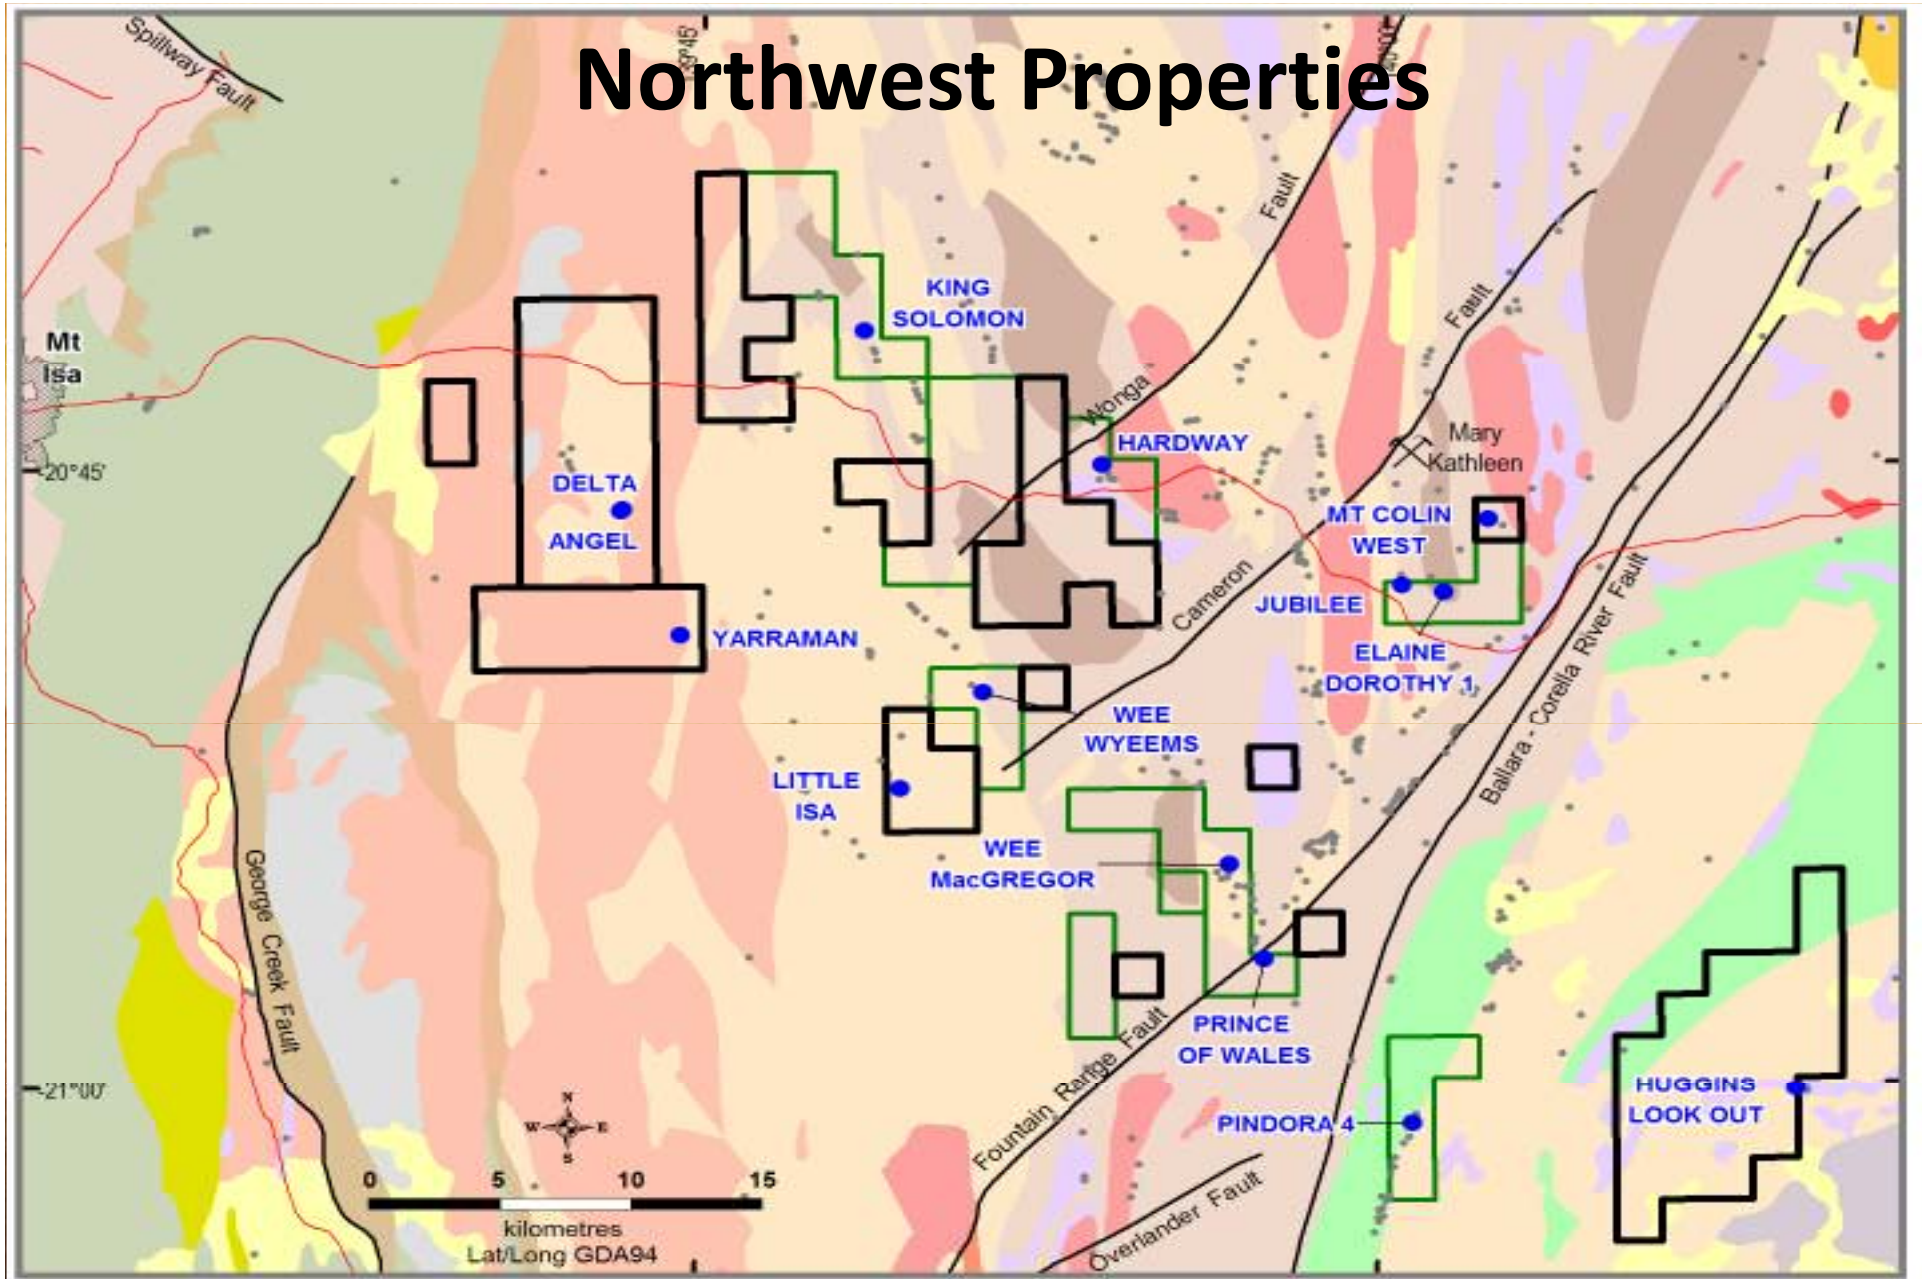 Northwest Properties
Spillway Fault
Mt
Isa
KING
SOLOMON
Fault
Fault
Wonga
HARDWAY
Mary
Kathleen
20°45'
DELTA
ANGEL
MT COLIN
WEST
JUBILEE
Cameron
YARRAMAN
ELAINE
DOROTHY 1
Ballara - Corella River Fault
WEE
WYEEMS
LITTLE
ISA
WEE
MacGREGOR
George Creek Fault
PRINCE
OF WALES
-21°00'
HUGGINS
LOOK OUT
PINDORA 4
Fountain Range Fault
Overlander Fault
N
W E
S
0 5 10 15
kilometres
Lat/Long GDA94